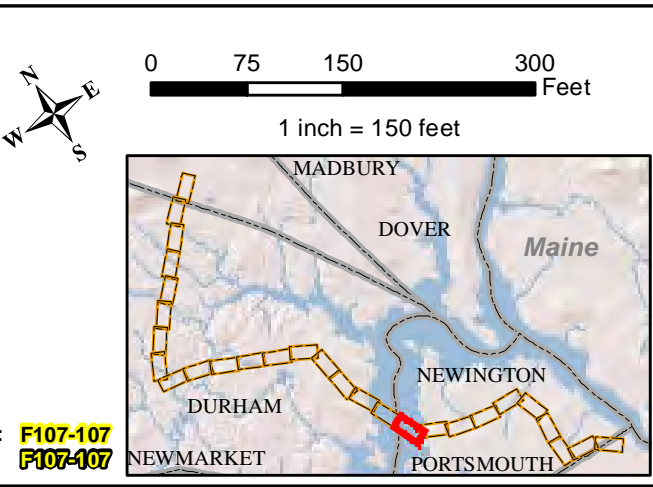 N
E
W
S
0 75 150 300
Feet
1 inch = 150 feet
MADBURY
DOVER
Maine
NEWINGTON
DURHAM
: F107-107
F107-107
NEWMARKET
PORTSMOUTH